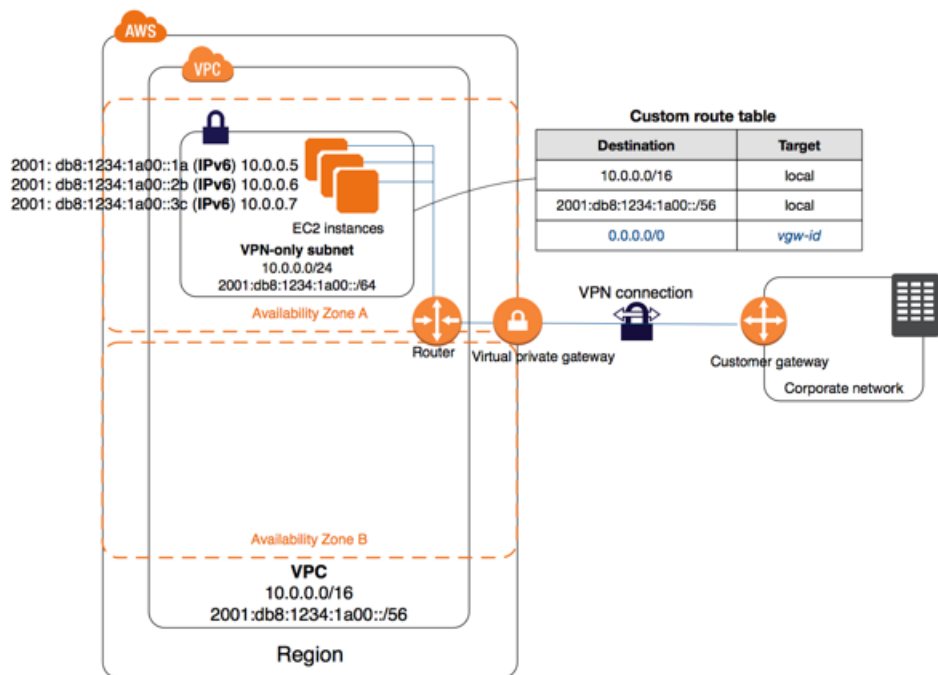 AWS
VPC
Custom route table
Destination Target
10.0.0.0/16 local
2001:db8:1234:1a00::/56 local
0.0.0.0/0 vgw-id
2001: db8:1234:1a00::1a (IPv6) 10.0.0.5
2001: db8:1234:1a00::2b (IPv6) 10.0.0.6
2001: db8:1234:1a00::3c (IPv6) 10.0.0.7
EC2 instances
VPN-only subnet
10.0.0.0/24
2001:db8:1234:1a00::/64
Availability Zone A
Router
Virtual private gateway
VPN connection
Customer gateway
Corporate network
Availability Zone B
VPC
10.0.0.0/16
2001:db8:1234:1a00::/56
Region